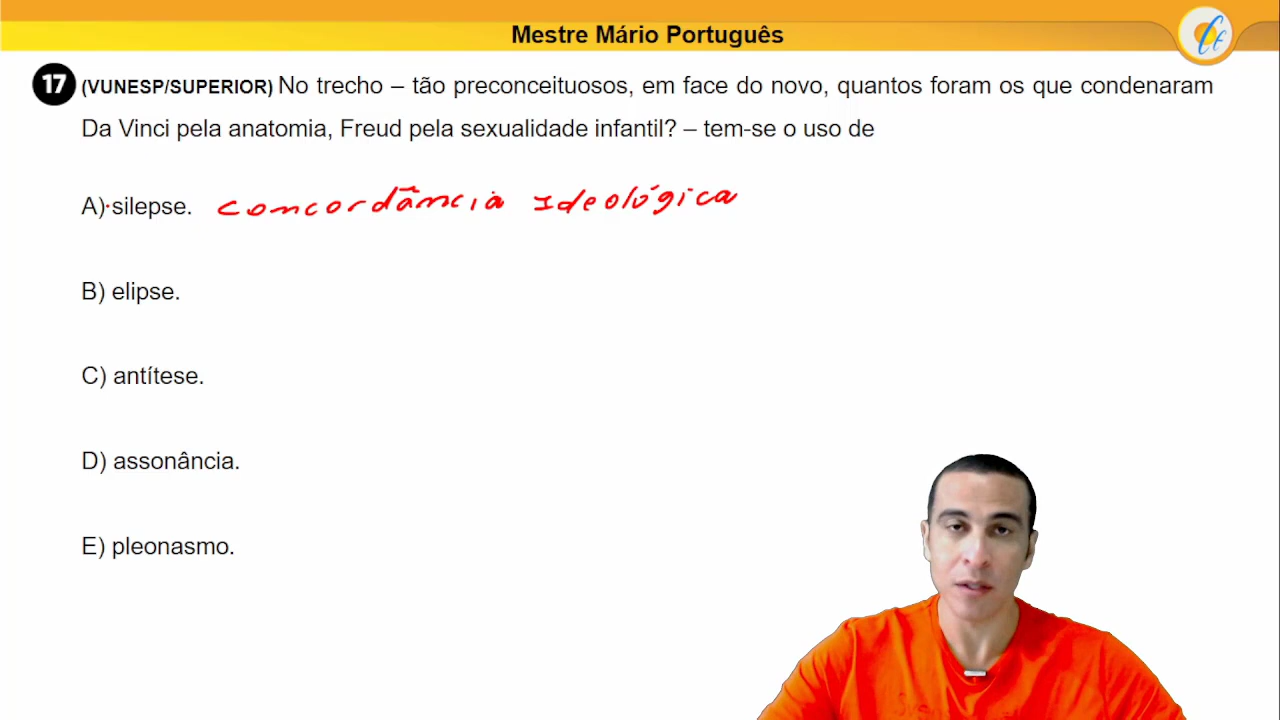 Mestre Mário Português
17 (VUNESP/SUPERIOR) No trecho – tão preconceituosos, em face do novo, quantos foram os que condenaram
Da Vinci pela anatomia, Freud pela sexualidade infantil? – tem-se o uso de
A) silepse. concordância Ideológica
B) elipse.
C) antítese.
D) assonância.
E) pleonasmo.